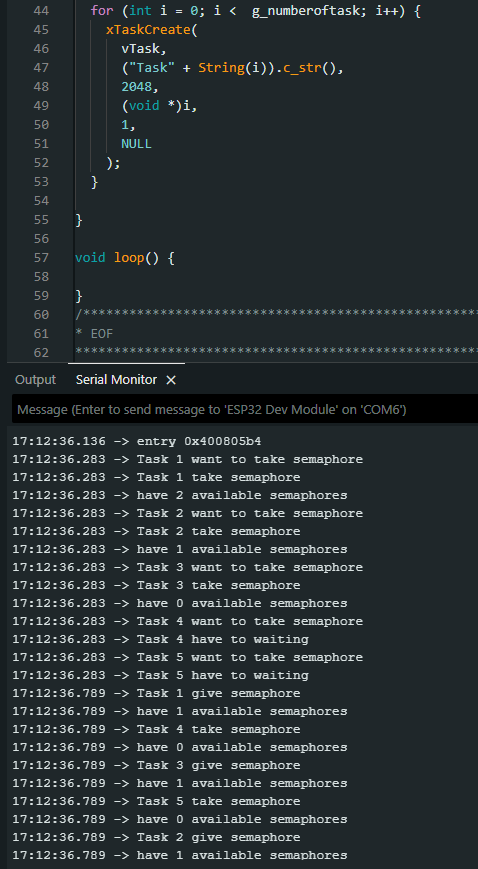 44 for (int i = 0; i <  g_numberoftask; i++) {
45 xTaskCreate(
46 vTask,
47 ("Task" + String(i)).c_str(),
48 2048,
49 (void *)i,
50 1,
51 NULL
52 );
53 }
54
55 }
56
57 void loop() {
58
59 }
60 /****************************************************
61 * EOF
62 ****************************************************
Output Serial Monitor ×
Message (Enter to send message to 'ESP32 Dev Module' on 'COM6')
17:12:36.136 -> entry 0x400805b4
17:12:36.283 -> Task 1 want to take semaphore
17:12:36.283 -> Task 1 take semaphore
17:12:36.283 -> have 2 available semaphores
17:12:36.283 -> Task 2 want to take semaphore
17:12:36.283 -> Task 2 take semaphore
17:12:36.283 -> have 1 available semaphores
17:12:36.283 -> Task 3 want to take semaphore
17:12:36.283 -> Task 3 take semaphore
17:12:36.283 -> have 0 available semaphores
17:12:36.283 -> Task 4 want to take semaphore
17:12:36.283 -> Task 4 have to waiting
17:12:36.283 -> Task 5 want to take semaphore
17:12:36.283 -> Task 5 have to waiting
17:12:36.789 -> Task 1 give semaphore
17:12:36.789 -> have 1 available semaphores
17:12:36.789 -> Task 4 take semaphore
17:12:36.789 -> have 0 available semaphores
17:12:36.789 -> Task 3 give semaphore
17:12:36.789 -> have 1 available semaphores
17:12:36.789 -> Task 5 take semaphore
17:12:36.789 -> have 0 available semaphores
17:12:36.789 -> Task 2 give semaphore
17:12:36.789 -> have 1 available semaphores